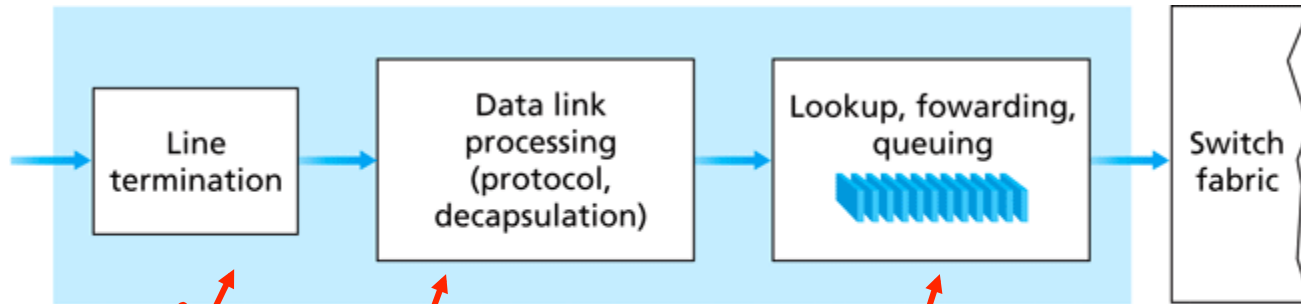 Line
termination
Data link
processing
(protocol,
decapsulation)
Lookup, fowarding,
queuing
Switch
fabric